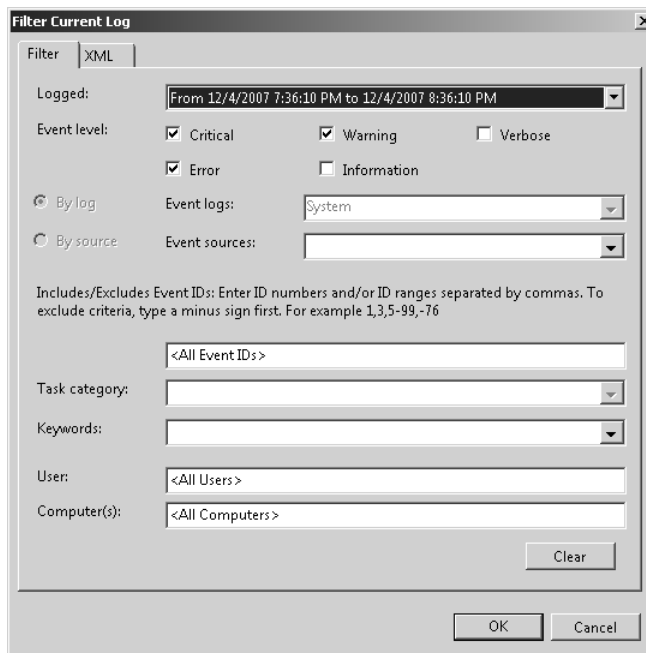 Filter Current Log
Filter XML
Logged: From 12/4/2007 7:36:10 PM to 12/4/2007 8:36:10 PM
Event level: Critical Warning Verbose
Error Information
By log Event logs: System
By source Event sources:
Includes/Excludes Event IDs: Enter ID numbers and/or ID ranges separated by commas. To
exclude criteria, type a minus sign first. For example 1,3,5-99,-76
<All Event IDs>
Task category:
Keywords:
User: <All Users>
Computer(s): <All Computers>
Clear
OK Cancel